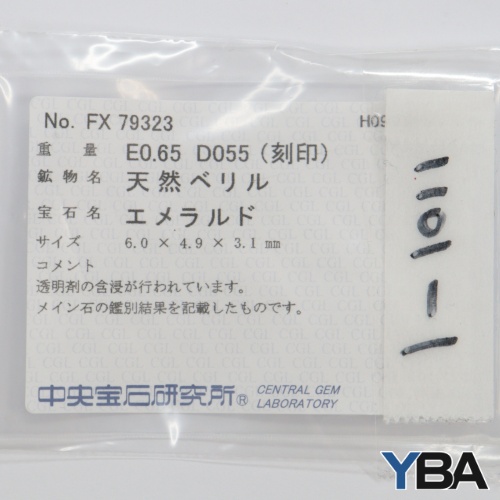 No. FX 79323
H09
重量 E0.65 D055 (刻印)
鉱物名 天然ベリル
宝石名 エメラルド
サイズ 6.0 × 4.9 × 3.1 mm
コメント
透明剤の含浸が行われています。
メイン石の鑑別結果を記載したものです。
中央宝石研究所® CENTRAL GEM LABORATORY
1101-1
YBA